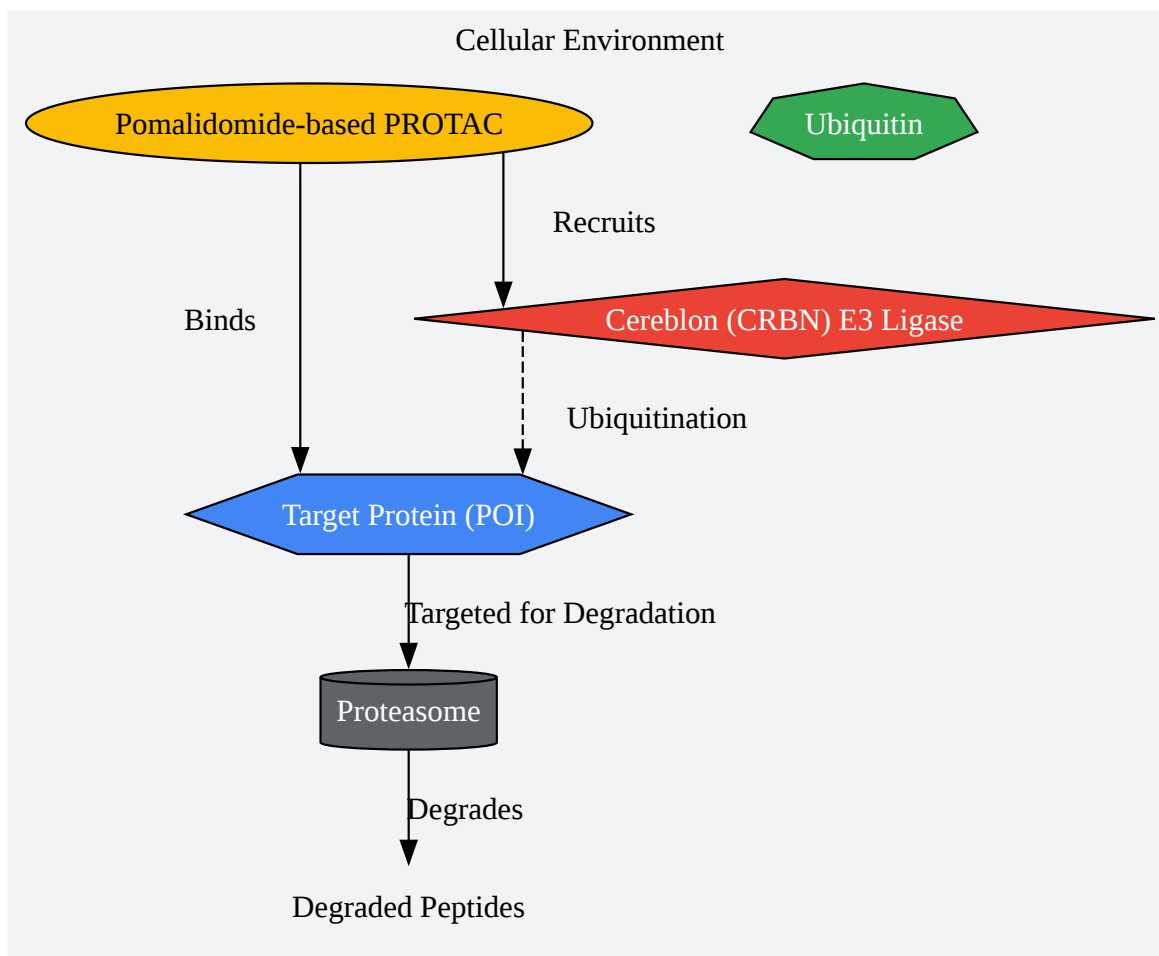 Cellular Environment
Pomalidomide-based PROTAC
Ubiquitin
Recruits
Binds
Cereblon (CRBN) E3 Ligase
Ubiquitination
Target Protein (POI)
Targeted for Degradation
Proteasome
Degrades
Degraded Peptides